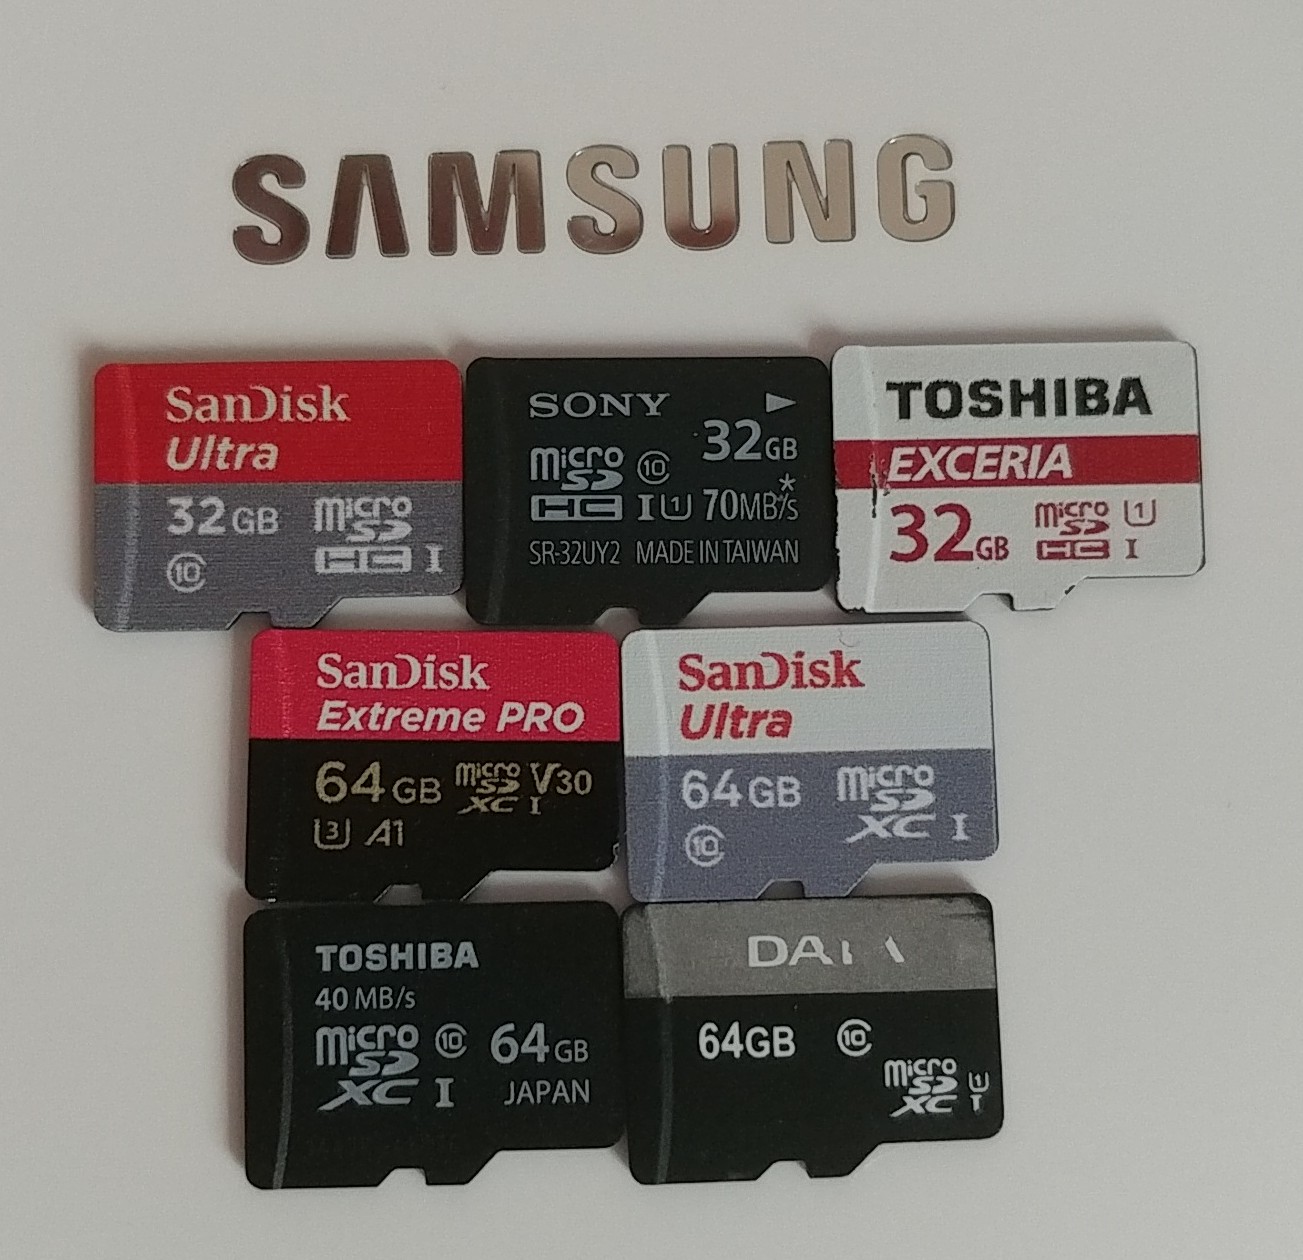 SAMSUNG
SanDisk
Ultra
32GB micro SD HC I
10
SONY
32GB
micro SD HC 10
I U1 70MB/s*
SR-32UY2 MADE IN TAIWAN
TOSHIBA
EXCERIA
32GB micro SD HC I U1
SanDisk
Extreme PRO
64GB micro SD XC I V30
U3 A1
SanDisk
Ultra
64GB micro SD XC I
10
TOSHIBA
40 MB/s
micro SD XC I 10 64GB
JAPAN
64GB 10
micro SD XC I U1